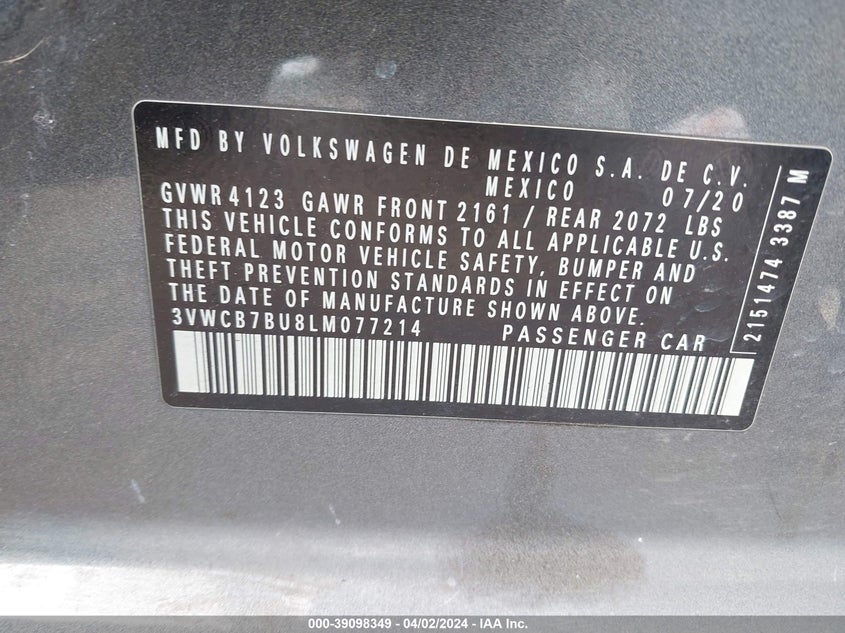 MFD BY VOLKSWAGEN DE MEXICO S.A. DE C.V.
MEXICO 07/20
GVWR 4123 GAWR FRONT 2161 / REAR 2072 LBS
THIS VEHICLE CONFORMS TO ALL APPLICABLE U.S.
FEDERAL MOTOR VEHICLE SAFETY, BUMPER AND
THEFT PREVENTION STANDARDS IN EFFECT ON
THE DATE OF MANUFACTURE SHOWN ABOVE.
3VWCB7BU8LM077214 PASSENGER CAR
2151474 3387 M
000-39098349 - 04/02/2024 - IAA Inc.